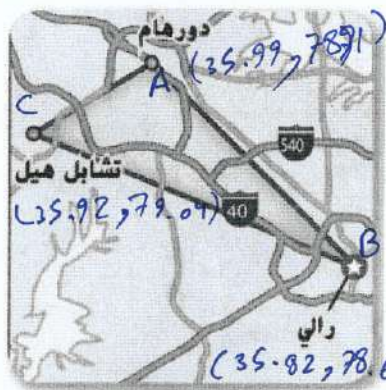 دورهام
(35.99, 78.91)
A
C
540
تشابل هيل
(35.92, 79.04)
40
B
رالي
(35.82, 78.